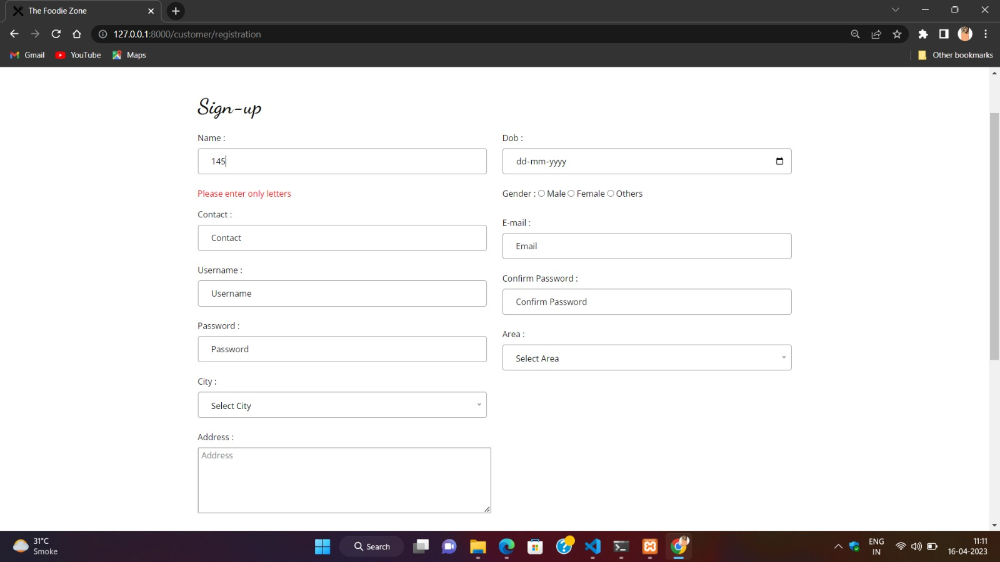 The Foodie Zone
127.0.0.1:8000/customer/registration
Gmail
YouTube
Maps
Other bookmarks
Sign-up
Name :
145
Please enter only letters
Contact :
Contact
Username :
Username
Password :
Password
City :
Select City
Address :
Address
Dob :
dd-mm-yyyy
Gender : Male Female Others
E-mail :
Email
Confirm Password :
Confirm Password
Area :
Select Area
31°C
Smoke
Search
ENG
IN
11:11
16-04-2023